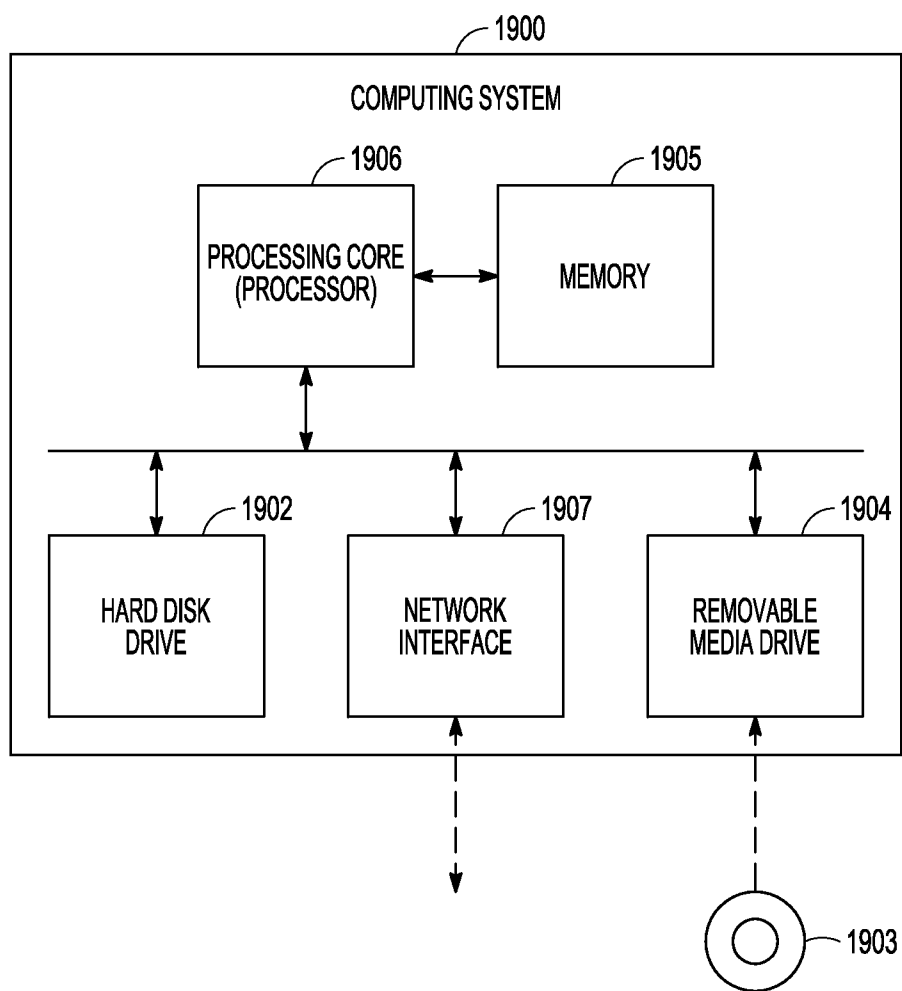 1900
COMPUTING SYSTEM
1906
1905
PROCESSING CORE
(PROCESSOR)
MEMORY
1902
1907
1904
HARD DISK
DRIVE
NETWORK
INTERFACE
REMOVABLE
MEDIA DRIVE
1903